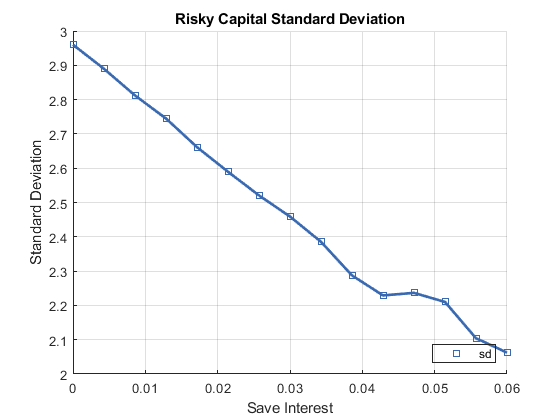 Risky Capital Standard Deviation
3
2.9
2.8
2.7
2.6
2.5
2.4
2.3
2.2
2.1
2
Standard Deviation
sd
0 0.01 0.02 0.03 0.04 0.05 0.06
Save Interest